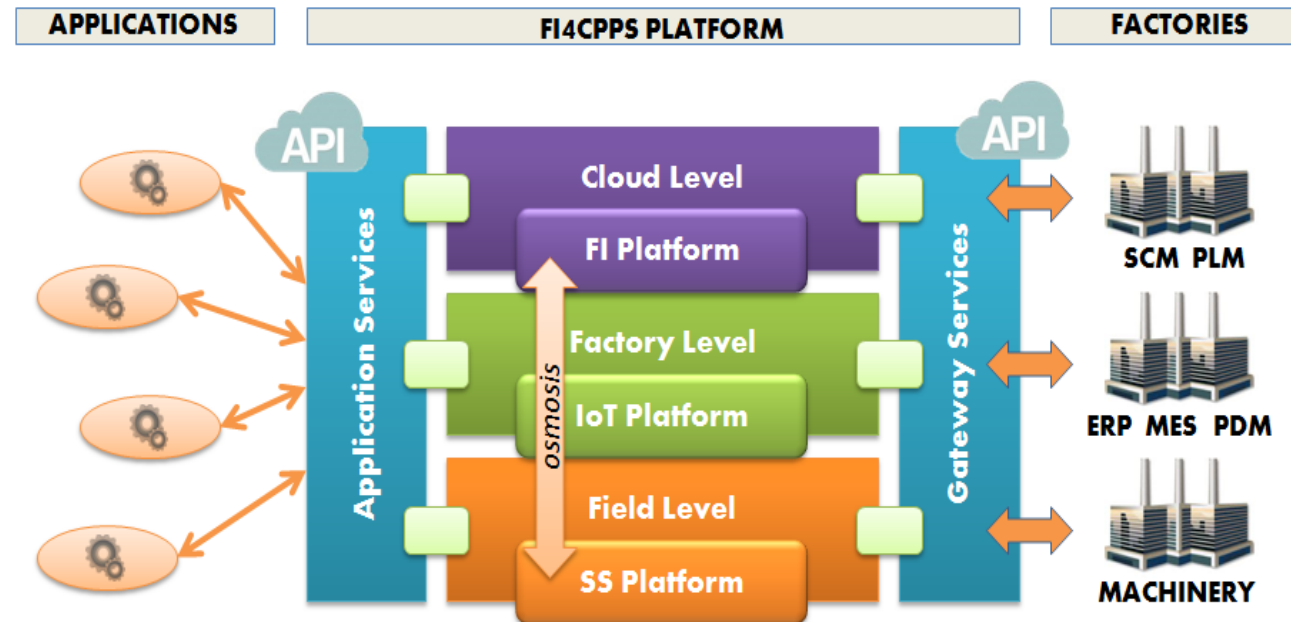 APPLICATIONS
FI4CPPS PLATFORM
FACTORIES
API
API
Application Services
Cloud Level
FI Platform
Factory Level
IoT Platform
Field Level
SS Platform
osmosis
Gateway Services
SCM PLM
ERP MES PDM
MACHINERY